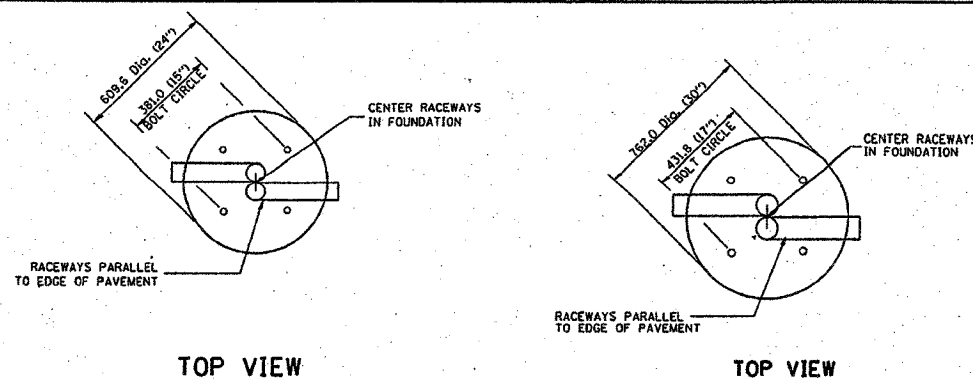 609.6 Dia. (24")
381.0 (15")
BOLT CIRCLE
CENTER RACEWAYS
IN FOUNDATION
RACEWAYS PARALLEL
TO EDGE OF PAVEMENT
TOP VIEW
762.0 Dia. (30")
431.8 (17")
BOLT CIRCLE
CENTER RACEWAYS
IN FOUNDATION
RACEWAYS PARALLEL
TO EDGE OF PAVEMENT
TOP VIEW